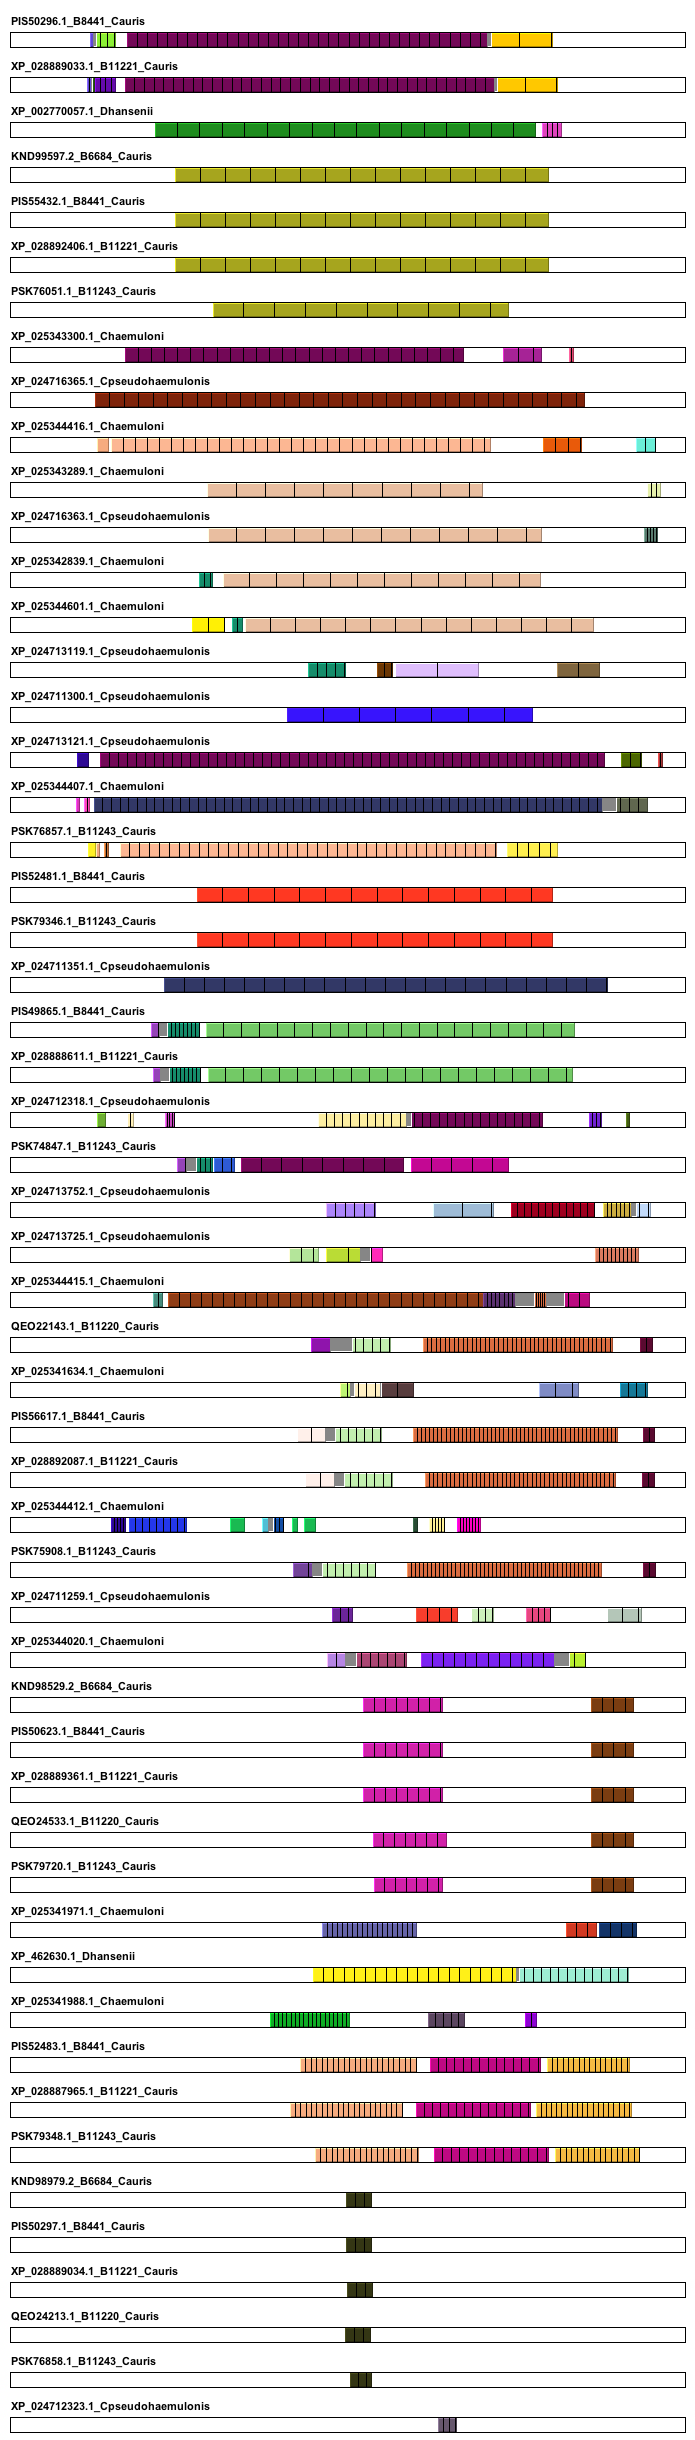 PIS50296.1_B8441_Cauris
XP_028889033.1_B11221_Cauris
XP_002770057.1_Dhansenii
KND99597.2_B6684_Cauris
PIS55432.1_B8441_Cauris
XP_028892406.1_B11221_Cauris
PSK76051.1_B11243_Cauris
XP_025343300.1_Chaemuloni
XP_024716365.1_Cpseudohaemulonis
XP_025344416.1_Chaemuloni
XP_025343289.1_Chaemuloni
XP_024716363.1_Cpseudohaemulonis
XP_025342839.1_Chaemuloni
XP_025344601.1_Chaemuloni
XP_024713119.1_Cpseudohaemulonis
XP_024711300.1_Cpseudohaemulonis
XP_024713121.1_Cpseudohaemulonis
XP_025344407.1_Chaemuloni
PSK76857.1_B11243_Cauris
PIS52481.1_B8441_Cauris
PSK79346.1_B11243_Cauris
XP_024711351.1_Cpseudohaemulonis
PIS49865.1_B8441_Cauris
XP_028888611.1_B11221_Cauris
XP_024712318.1_Cpseudohaemulonis
PSK74847.1_B11243_Cauris
XP_024713752.1_Cpseudohaemulonis
XP_024713725.1_Cpseudohaemulonis
XP_025344415.1_Chaemuloni
QEO22143.1_B11220_Cauris
XP_025341634.1_Chaemuloni
PIS56617.1_B8441_Cauris
XP_028892087.1_B11221_Cauris
XP_025344412.1_Chaemuloni
PSK75908.1_B11243_Cauris
XP_024711259.1_Cpseudohaemulonis
XP_025344020.1_Chaemuloni
KND98529.2_B6684_Cauris
PIS50623.1_B8441_Cauris
XP_028889361.1_B11221_Cauris
QEO24533.1_B11220_Cauris
PSK79720.1_B11243_Cauris
XP_025341971.1_Chaemuloni
XP_462630.1_Dhansenii
XP_025341988.1_Chaemuloni
PIS52483.1_B8441_Cauris
XP_028887965.1_B11221_Cauris
PSK79348.1_B11243_Cauris
KND98979.2_B6684_Cauris
PIS50297.1_B8441_Cauris
XP_028889034.1_B11221_Cauris
QEO24213.1_B11220_Cauris
PSK76858.1_B11243_Cauris
XP_024712323.1_Cpseudohaemulonis